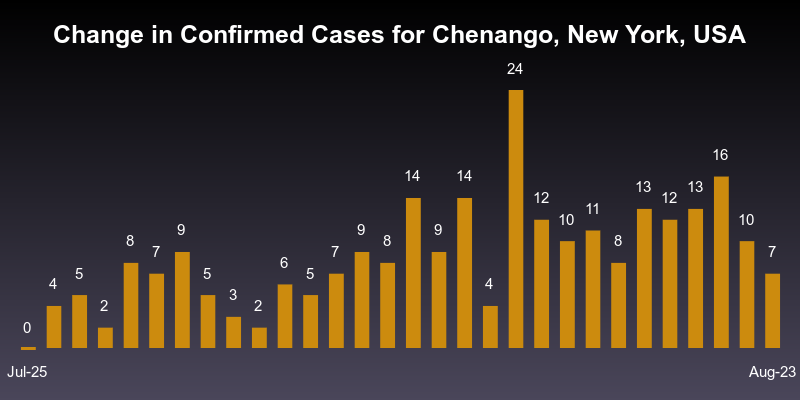 Change in Confirmed Cases for Chenango, New York, USA
0 4 5 2 8 7 9 5 3 2 6 5 7 9 8 14 9 14 4 24 12 10 11 8 13 12 13 16 10 7
Jul-25 Aug-23